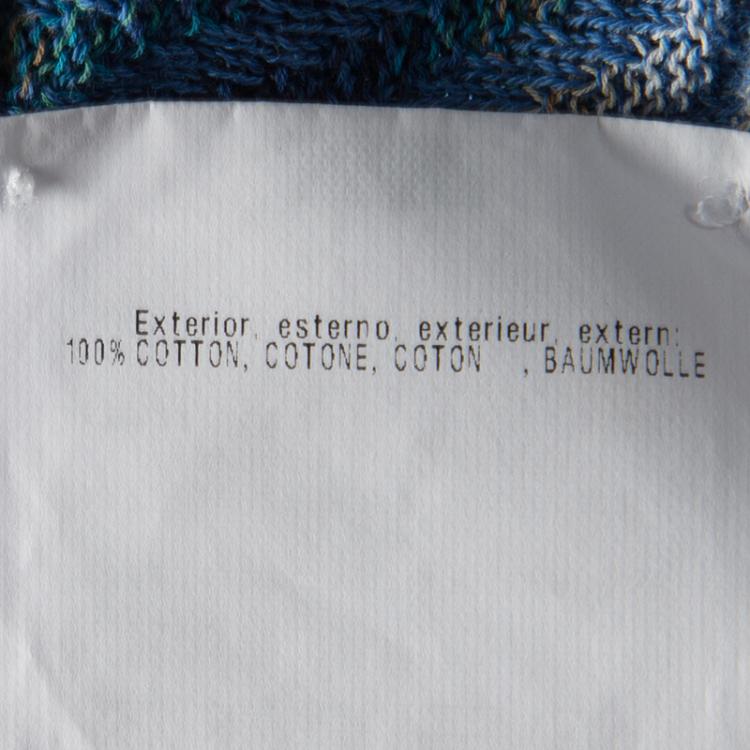 Exterior, esterno, exterieur, extern:
100% COTTON, COTONE, COTON , BAUMWOLLE